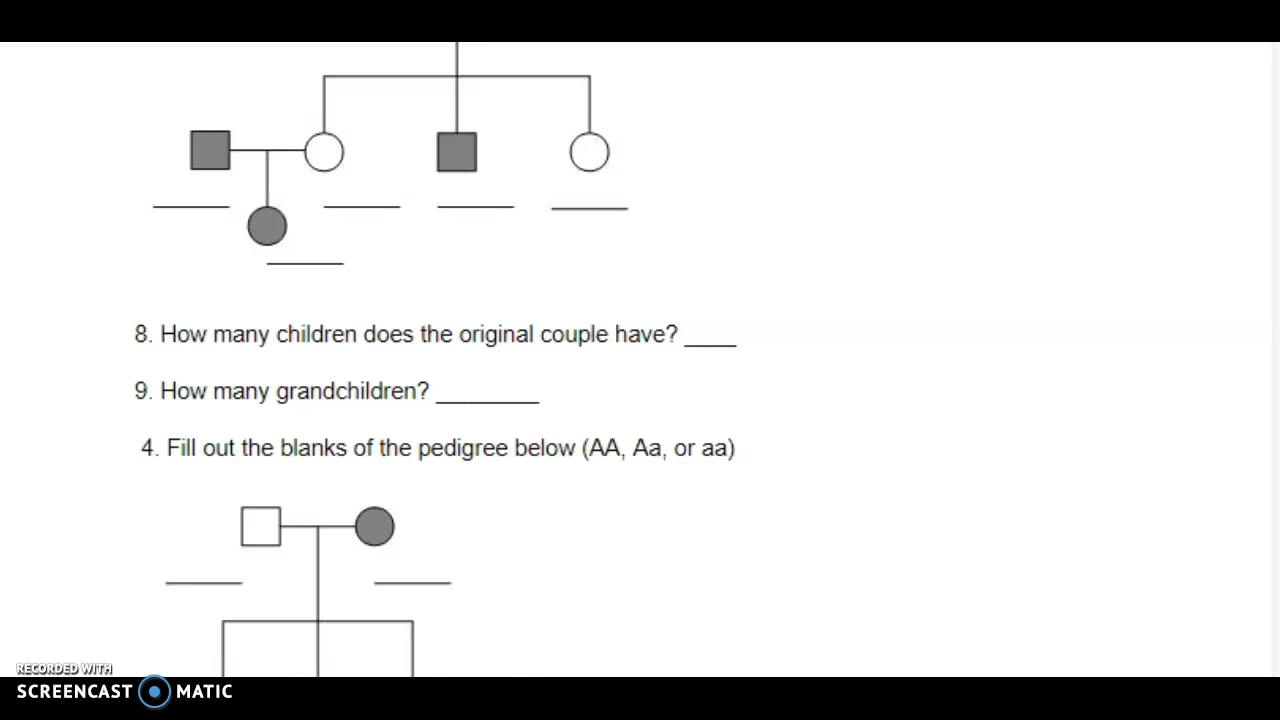 8. How many children does the original couple have? ____
9. How many grandchildren? ________
4. Fill out the blanks of the pedigree below (AA, Aa, or aa)
RECORDED WITH
SCREENCAST MATIC